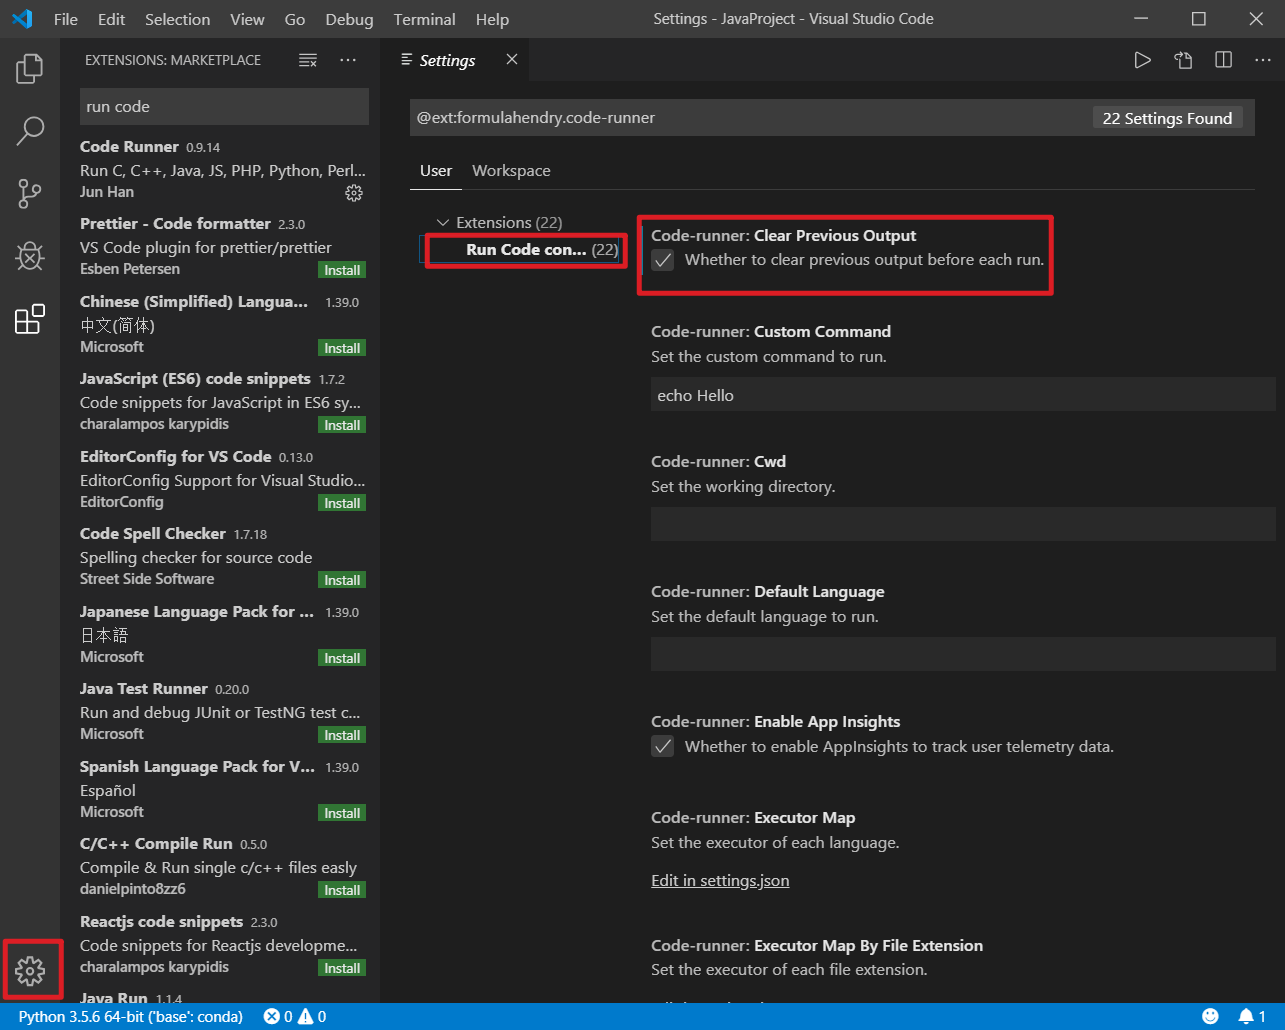 File Edit Selection View Go Debug Terminal Help
Settings - JavaProject - Visual Studio Code
EXTENSIONS: MARKETPLACE
run code
Code Runner 0.9.14
Run C, C++, Java, JS, PHP, Python, Perl...
Jun Han
Prettier - Code formatter 2.3.0
VS Code plugin for prettier/prettier
Esben Petersen Install
Chinese (Simplified) Langua... 1.39.0
中文(简体)
Microsoft Install
JavaScript (ES6) code snippets 1.7.2
Code snippets for JavaScript in ES6 sy...
charalampos karypidis Install
EditorConfig for VS Code 0.13.0
EditorConfig Support for Visual Studio...
EditorConfig Install
Code Spell Checker 1.7.18
Spelling checker for source code
Street Side Software Install
Japanese Language Pack for ... 1.39.0
日本語
Microsoft Install
Java Test Runner 0.20.0
Run and debug JUnit or TestNG test c...
Microsoft Install
Spanish Language Pack for V... 1.39.0
Español
Microsoft Install
C/C++ Compile Run 0.5.0
Compile & Run single c/c++ files easly
danielpinto8zz6 Install
Reactjs code snippets 2.3.0
Code snippets for Reactjs developme...
charalampos karypidis Install
Java Run 1.1.4
Settings
@ext:formulahendry.code-runner
22 Settings Found
User Workspace
Extensions (22)
Run Code con... (22)
Code-runner: Clear Previous Output
Whether to clear previous output before each run.
Code-runner: Custom Command
Set the custom command to run.
echo Hello
Code-runner: Cwd
Set the working directory.
Code-runner: Default Language
Set the default language to run.
Code-runner: Enable App Insights
Whether to enable AppInsights to track user telemetry data.
Code-runner: Executor Map
Set the executor of each language.
Edit in settings.json
Code-runner: Executor Map By File Extension
Set the executor of each file extension.
Python 3.5.6 64-bit ('base': conda) 0 0 1